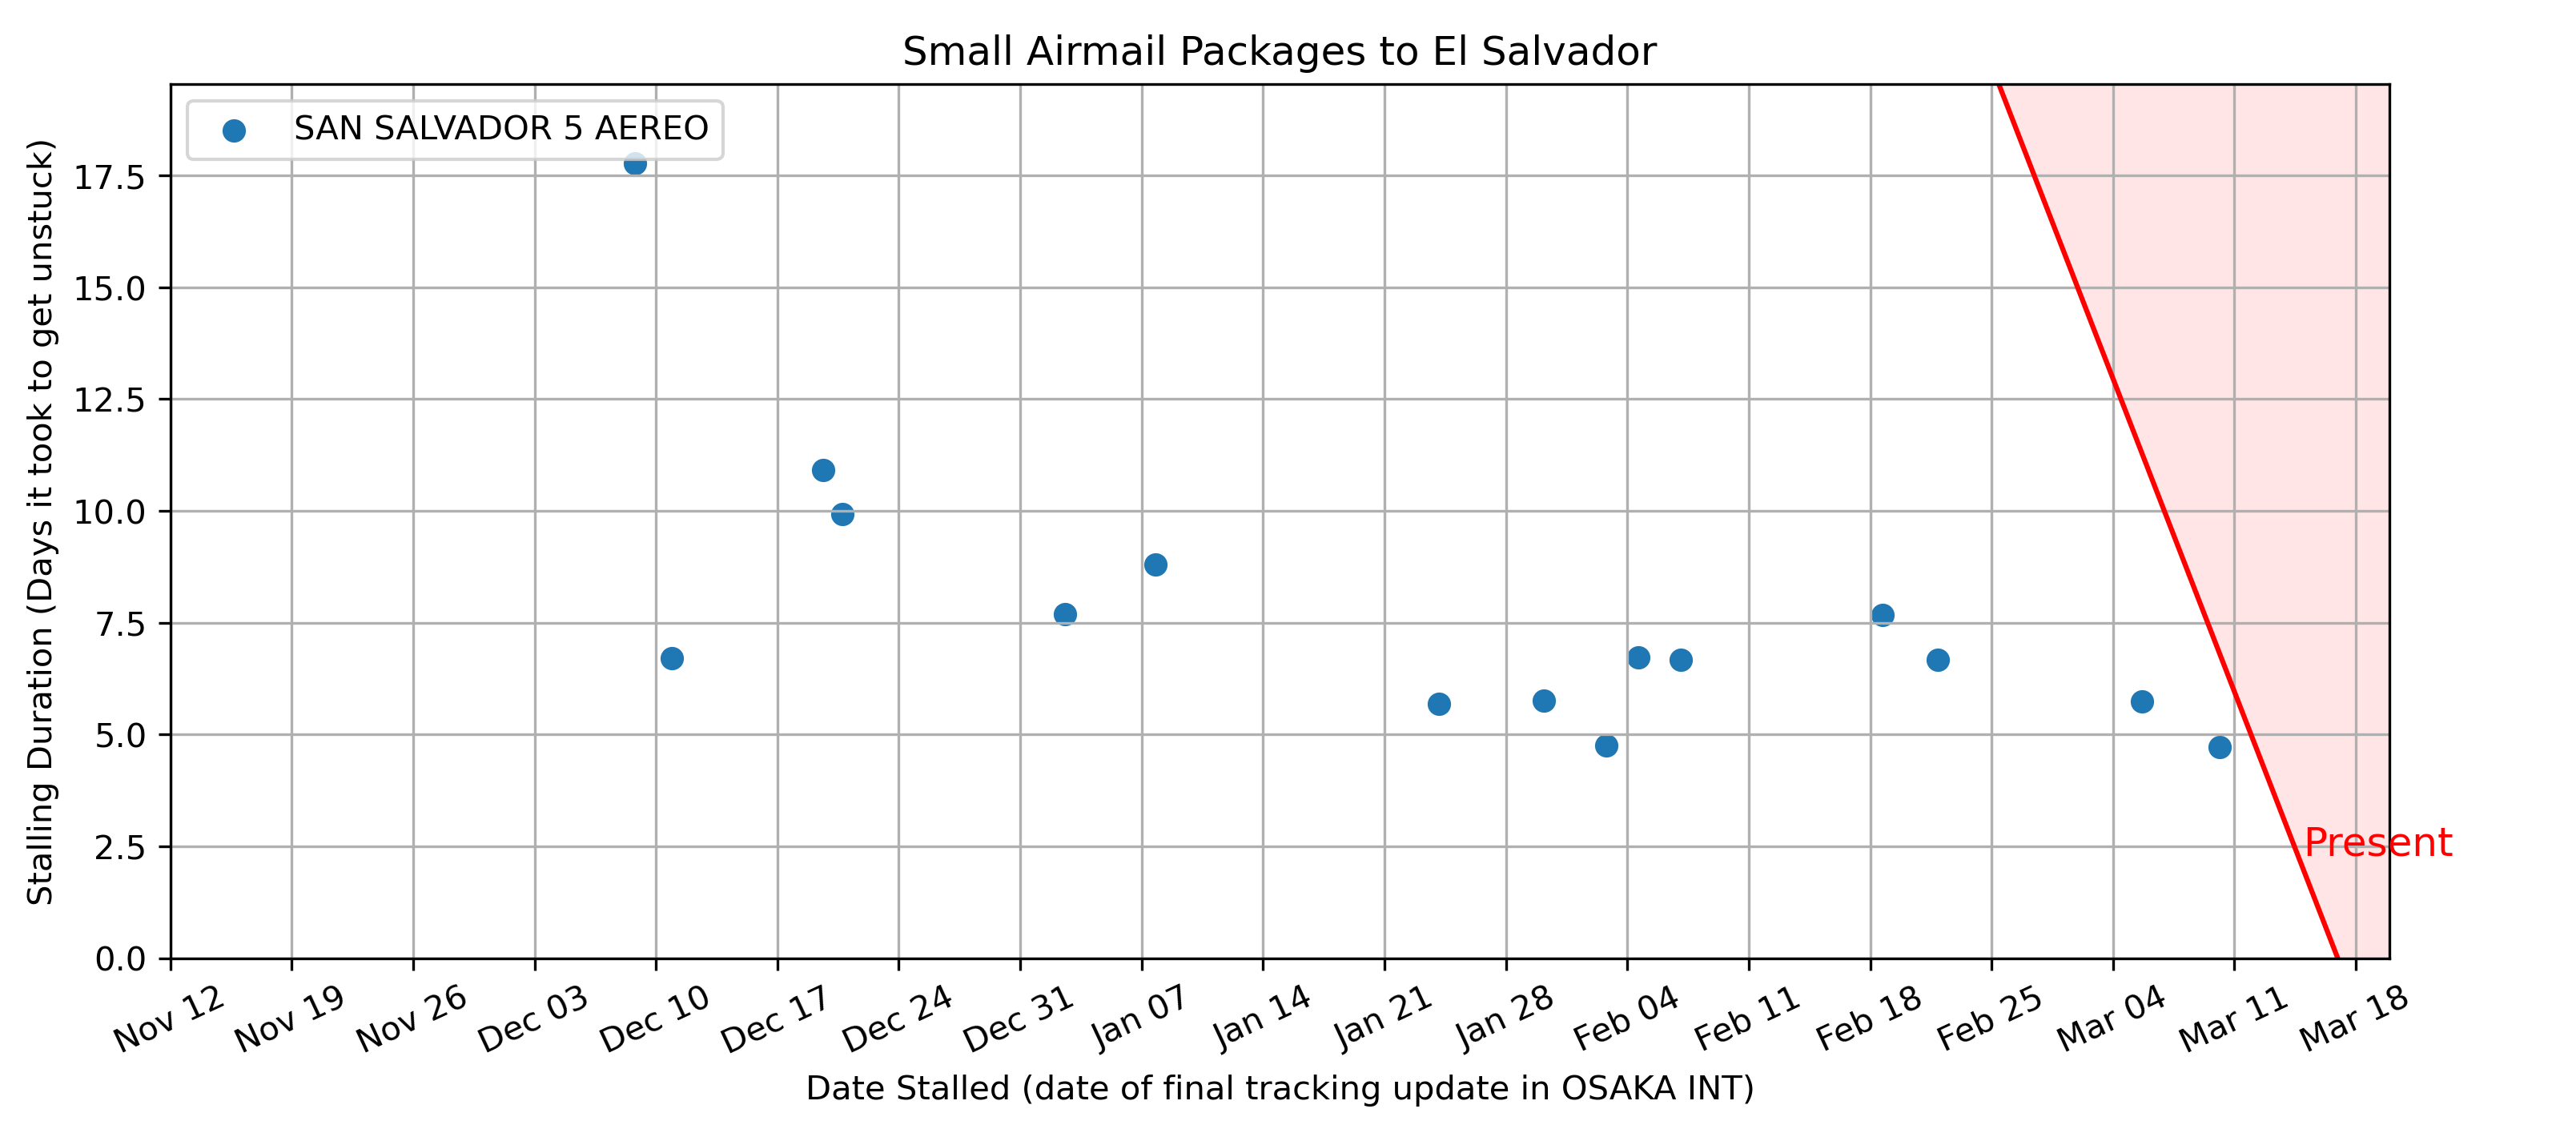 Small Airmail Packages to El Salvador
SAN SALVADOR 5 AEREO
Stalling Duration (Days it took to get unstuck)
17.5
15.0
12.5
10.0
7.5
5.0
2.5
0.0
Present
Nov 12
Nov 19
Nov 26
Dec 03
Dec 10
Dec 17
Dec 24
Dec 31
Jan 07
Jan 14
Jan 21
Jan 28
Feb 04
Feb 11
Feb 18
Feb 25
Mar 04
Mar 11
Mar 18
Date Stalled (date of final tracking update in OSAKA INT)